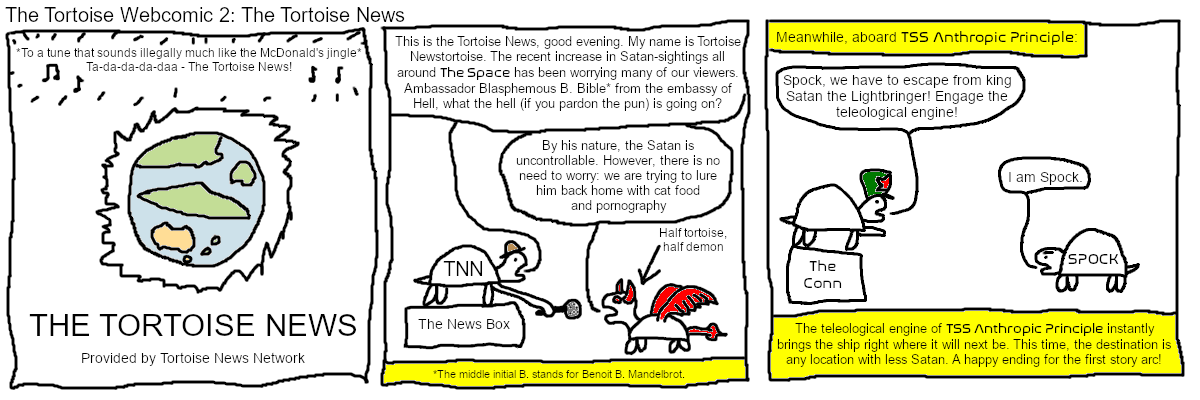 The Tortoise Webcomic 2: The Tortoise News
*To a tune that sounds illegally much like the McDonald's jingle*
Ta-da-da-da-daa - The Tortoise News!
THE TORTOISE NEWS
Provided by Tortoise News Network
This is the Tortoise News, good evening. My name is Tortoise
Newstortoise. The recent increase in Satan-sightings all
around The Space has been worrying many of our viewers.
Ambassador Blasphemous B. Bible* from the embassy of
Hell, what the hell (if you pardon the pun) is going on?
By his nature, the Satan is
uncontrollable. However, there is no
need to worry: we are trying to lure
him back home with cat food
and pornography
Half tortoise,
half demon
TNN
The News Box
*The middle initial B. stands for Benoit B. Mandelbrot.
Meanwhile, aboard TSS Anthropic Principle:
Spock, we have to escape from king
Satan the Lightbringer! Engage the
teleological engine!
I am Spock.
The
Conn
SPOCK
The teleological engine of TSS Anthropic Principle instantly
brings the ship right where it will next be. This time, the destination is
any location with less Satan. A happy ending for the first story arc!